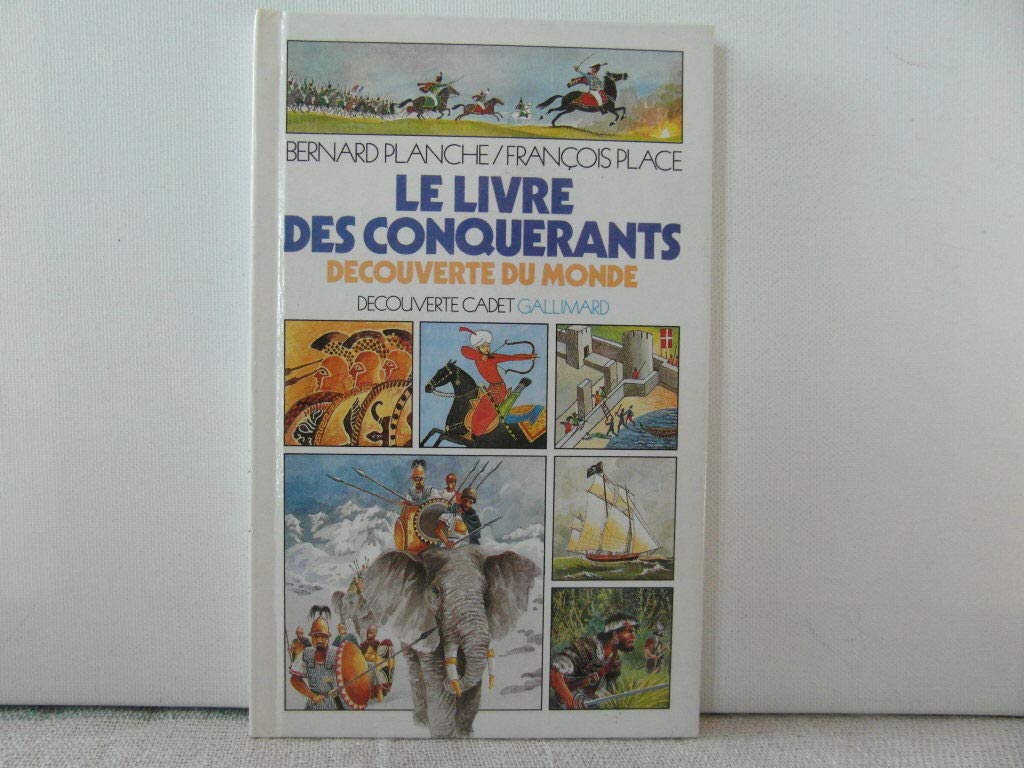 BERNARD PLANCHE/FRANÇOIS PLACE
LE LIVRE
DES CONQUERANTS
DECOUVERTE DU MONDE
DECOUVERTE CADET GALLIMARD